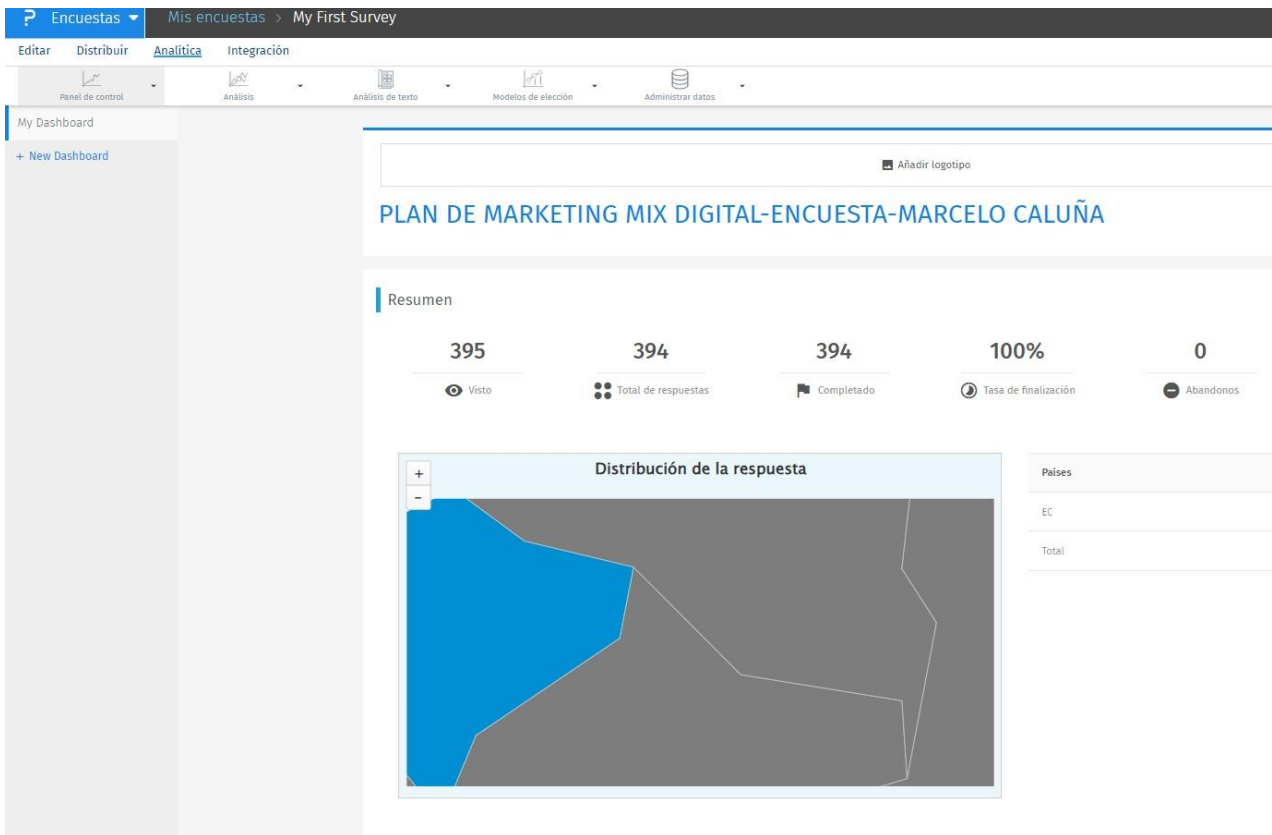 Encuestas Mis encuestas > My First Survey
Editar Distribuir Analítica Integración
Panel de control Análisis Análisis de texto Modelos de elección Administrar datos
My Dashboard
+ New Dashboard
Añadir logotipo
PLAN DE MARKETING MIX DIGITAL-ENCUESTA-MARCELO CALUÑA
Resumen
395 394 394 100% 0
Visto Total de respuestas Completado Tasa de finalización Abandonos
+
-
Distribución de la respuesta
Países
EC
Total